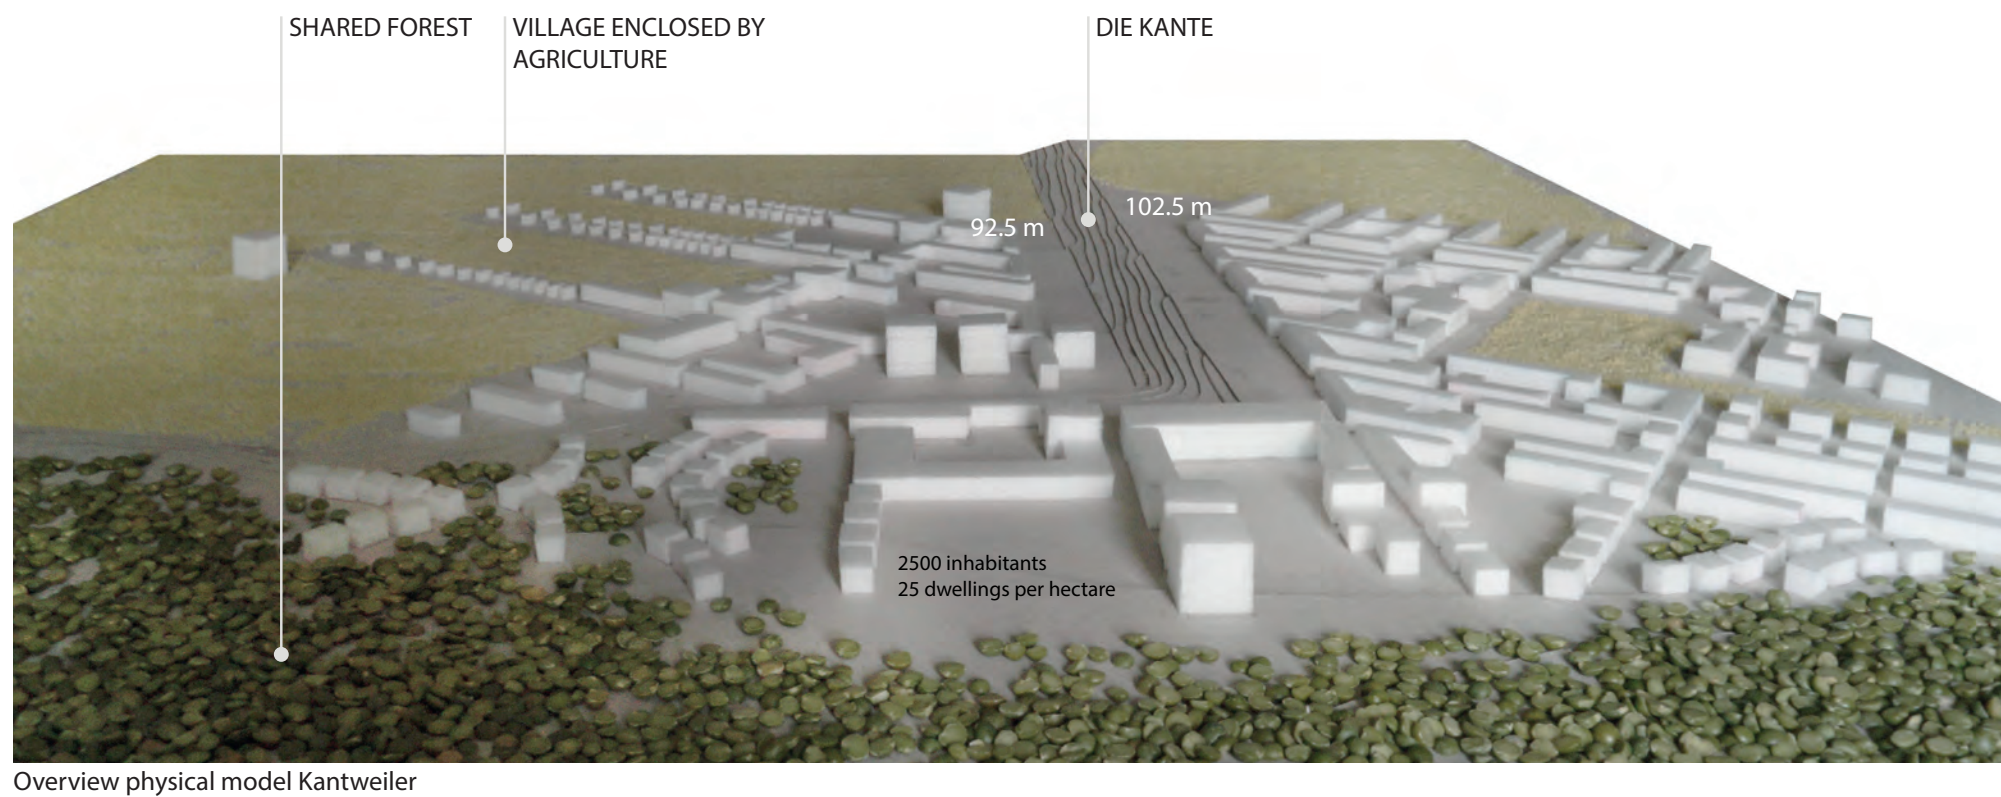 SHARED FOREST
VILLAGE ENCLOSED BY
AGRICULTURE
DIE KANTE
102.5 m
92.5 m
2500 inhabitants
25 dwellings per hectare
Overview physical model Kantweiler